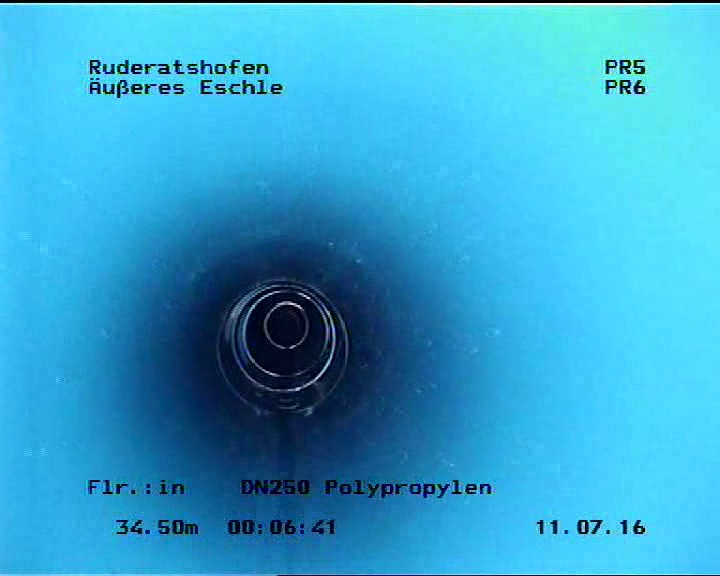 Ruderatshofen PR5
Äußeres Eschle PR6
Flr.:in DN250 Polypropylen
34.50m 00:06:41 11.07.16